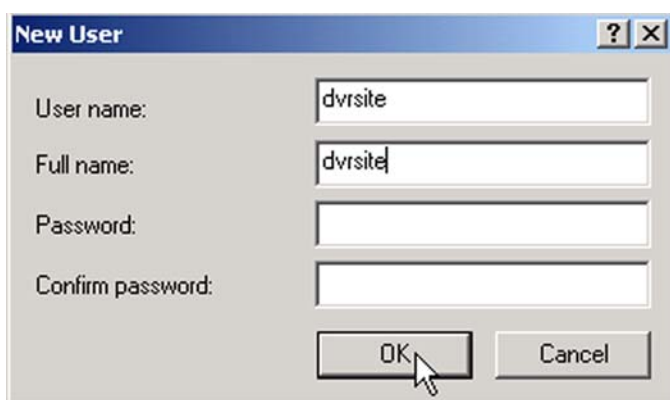 New User
User name: dvrsite
Full name: dvrsite
Password:
Confirm password:
OK Cancel